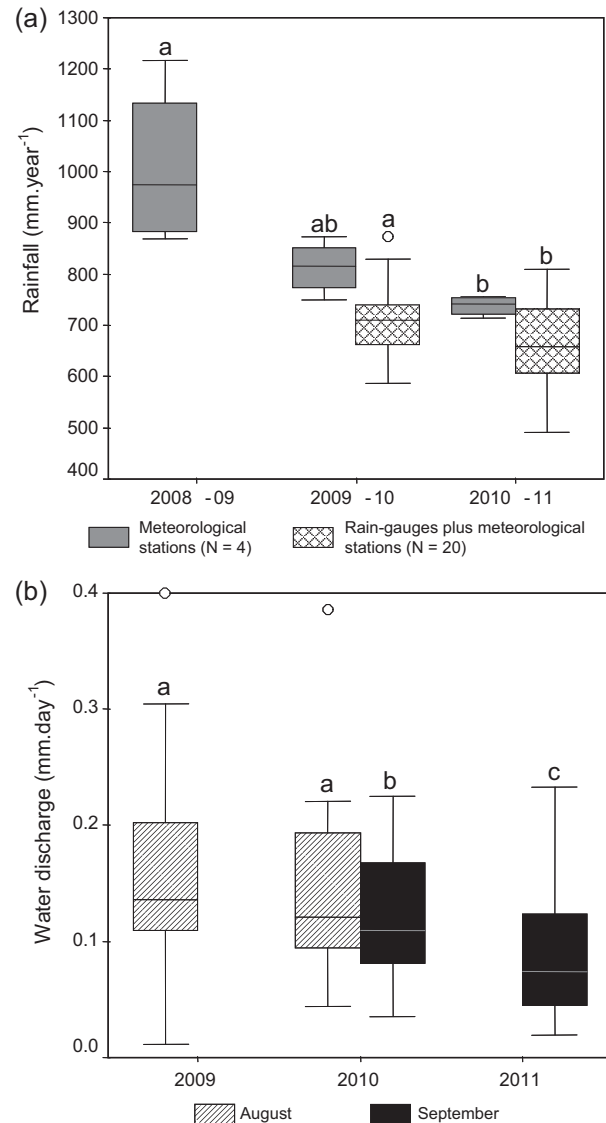 (a)
Rainfall (mm.year-1)
1300
1200
1100
1000
900
800
700
600
500
400
a
ab
a
b
b
2008 -09
2009 -10
2010 -11
Meteorological
stations (N = 4)
Rain-gauges plus meteorological
stations (N = 20)
(b)
Water discharge (mm.day-1)
0.4
0.3
0.2
0.1
0.0
a
a
b
c
2009
2010
2011
August
September